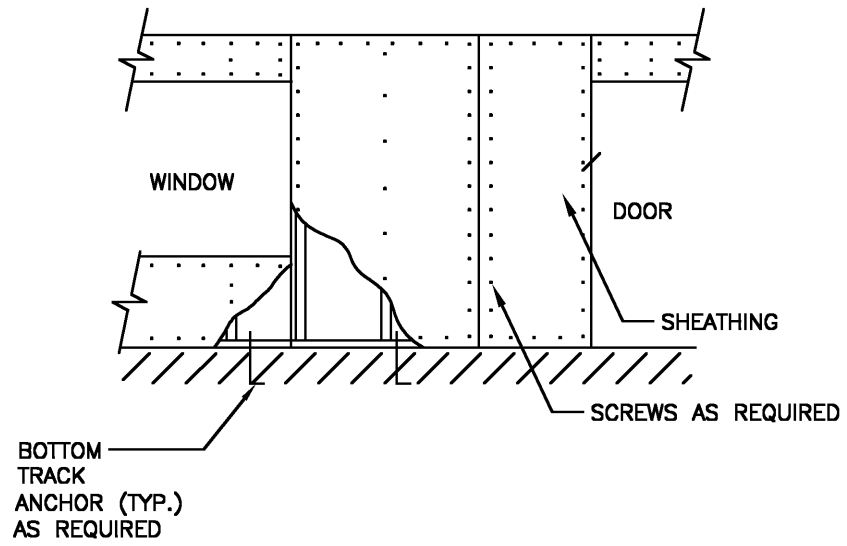 WINDOW
DOOR
SHEATHING
SCREWS AS REQUIRED
BOTTOM
TRACK
ANCHOR (TYP.)
AS REQUIRED